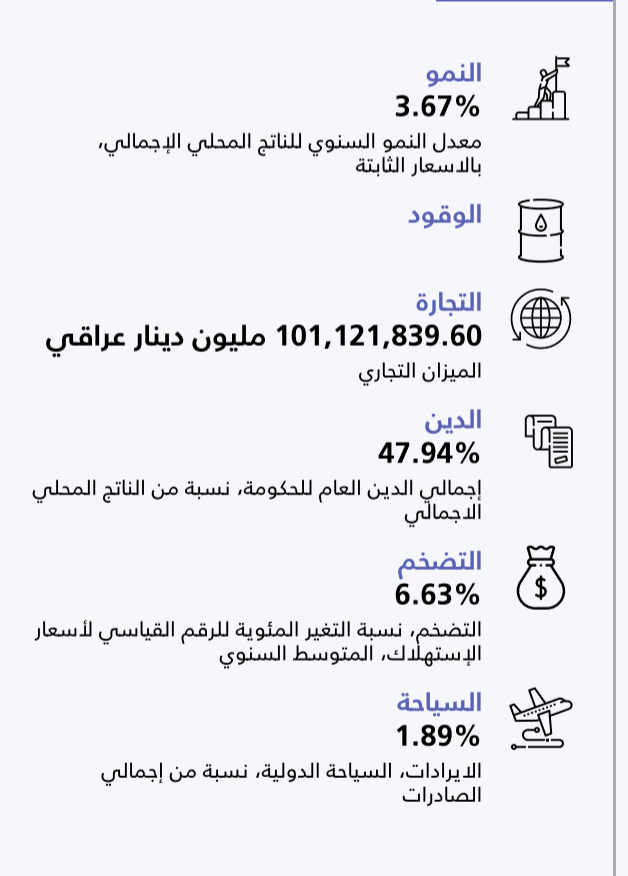 النمو
3.67%
معدل النمو السنوي للناتج المحلي الإجمالي،
بالاسعار الثابتة
الوقود
التجارة
101,121,839.60 مليون دينار عراقي
الميزان التجاري
الدين
47.94%
إجمالي الدين العام للحكومة، نسبة من الناتج المحلي
الاجمالي
التضخم
6.63%
التضخم، نسبة التغير المئوية للرقم القياسي لأسعار
الإستهلاك، المتوسط السنوي
السياحة
1.89%
الايرادات، السياحة الدولية، نسبة من إجمالي
الصادرات